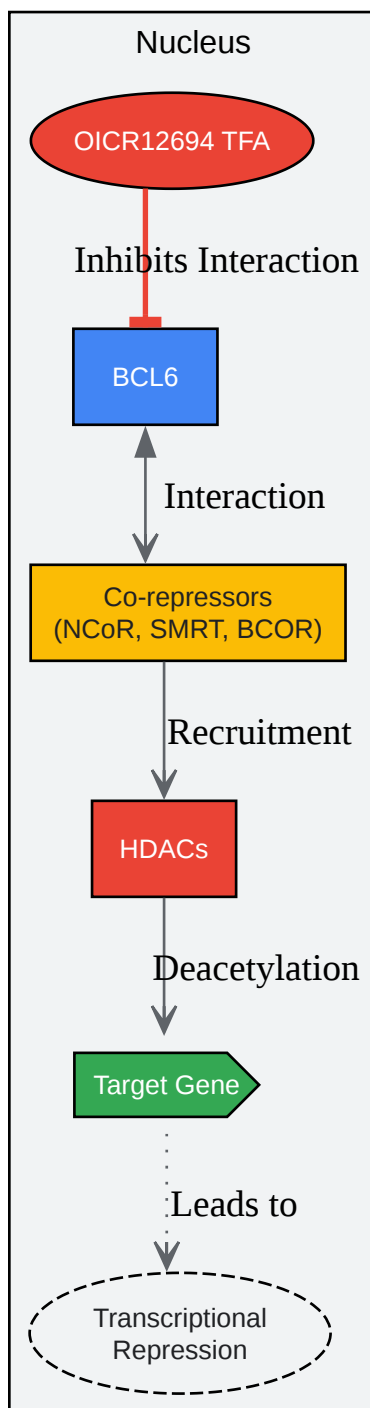 Nucleus
OICR12694 TFA
Inhibits Interaction
BCL6
Interaction
Co-repressors
(NCoR, SMRT, BCOR)
Recruitment
HDACs
Deacetylation
Target Gene
Leads to
Transcriptional
Repression